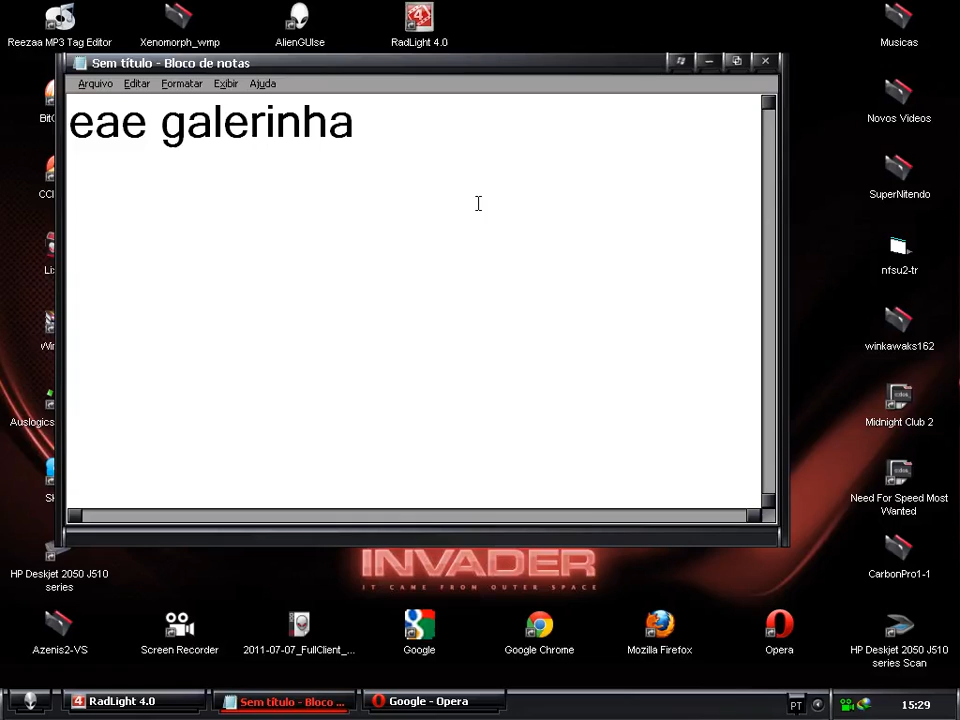 Reezaa MP3 Tag Editor
Xenomorph_wmp
AlienGUIse
RadLight 4.0
Musicas
Sem título - Bloco de notas
Arquivo Editar Formatar Exibir Ajuda
eae galerinha
Novos Videos
SuperNitendo
nfsu2-tr
winkawaks162
Auslogics
Midnight Club 2
Need For Speed Most
Wanted
INVADER
IT CAME FROM OUTER SPACE
HP Deskjet 2050 J510
series
CarbonPro1-1
Azenis2-VS
Screen Recorder
2011-07-07_FullClient_...
Google
Google Chrome
Mozilla Firefox
Opera
HP Deskjet 2050 J510
series Scan
RadLight 4.0
Sem título - Bloco ...
Google - Opera
PT
15:29